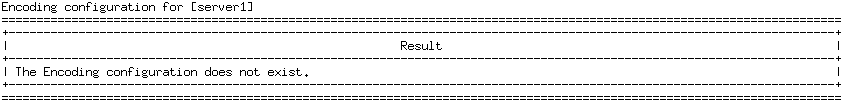 Encoding configuration for [server1]
================================================================================
+------------------------------------------------------------------------------+
| Result |
+------------------------------------------------------------------------------+
| The Encoding configuration does not exist. |
+------------------------------------------------------------------------------+
================================================================================